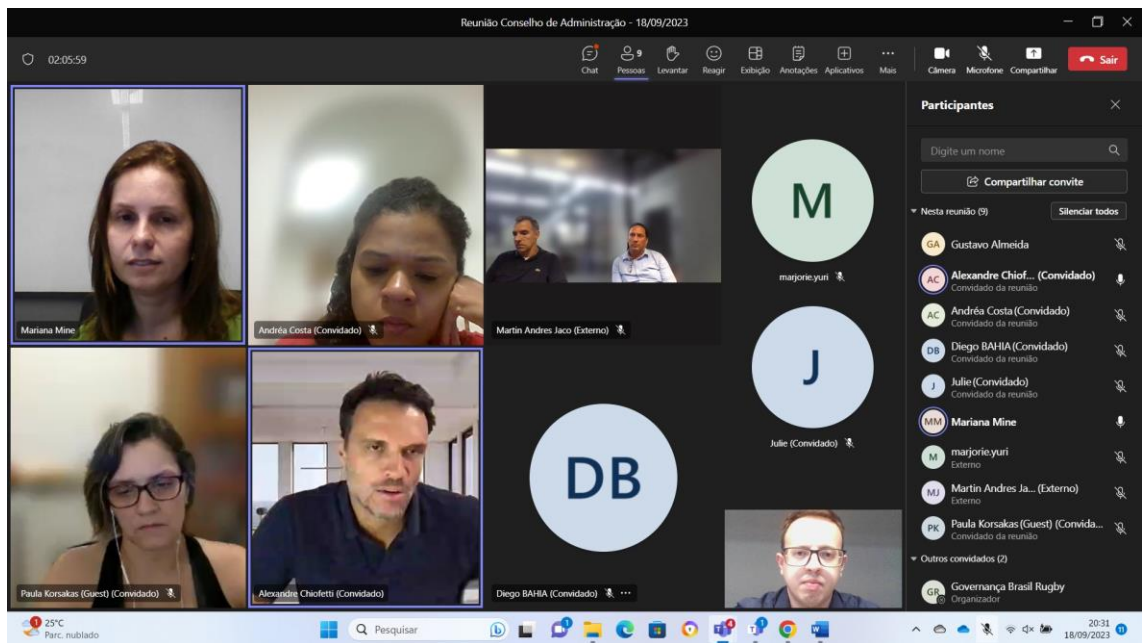 Reunião Conselho de Administração - 18/09/2023
02:05:59
9
Chat
Pessoas
Levantar
Reagir
Exibição
Anotações
Aplicativos
Mais
Câmera
Microfone
Compartilhar
Sair
Mariana Mine
Andréa Costa (Convidado)
Martin Andres Jaco (Externo)
M
marjorie.yuri
J
Julie (Convidado)
Paula Korsakas (Guest) (Convidado)
Alexandre Chiofetti (Convidado)
DB
Diego BAHIA (Convidado)
Participantes
Digite um nome
Compartilhar convite
Nesta reunião (9)
Silenciar todos
GA
Gustavo Almeida
AC
Alexandre Chiof... (Convidado)
Convidado da reunião
AC
Andréa Costa (Convidado)
Convidado da reunião
DB
Diego BAHIA (Convidado)
Convidado da reunião
J
Julie (Convidado)
Convidado da reunião
MM
Mariana Mine
M
marjorie.yuri
Externo
MJ
Martin Andres Ja... (Externo)
Externo
PK
Paula Korsakas (Guest) (Convida...
Convidado da reunião
Outros convidados (2)
GR
Governança Brasil Rugby
Organizador
1
25°C
Parc. nublado
Pesquisar
20:31
18/09/2023